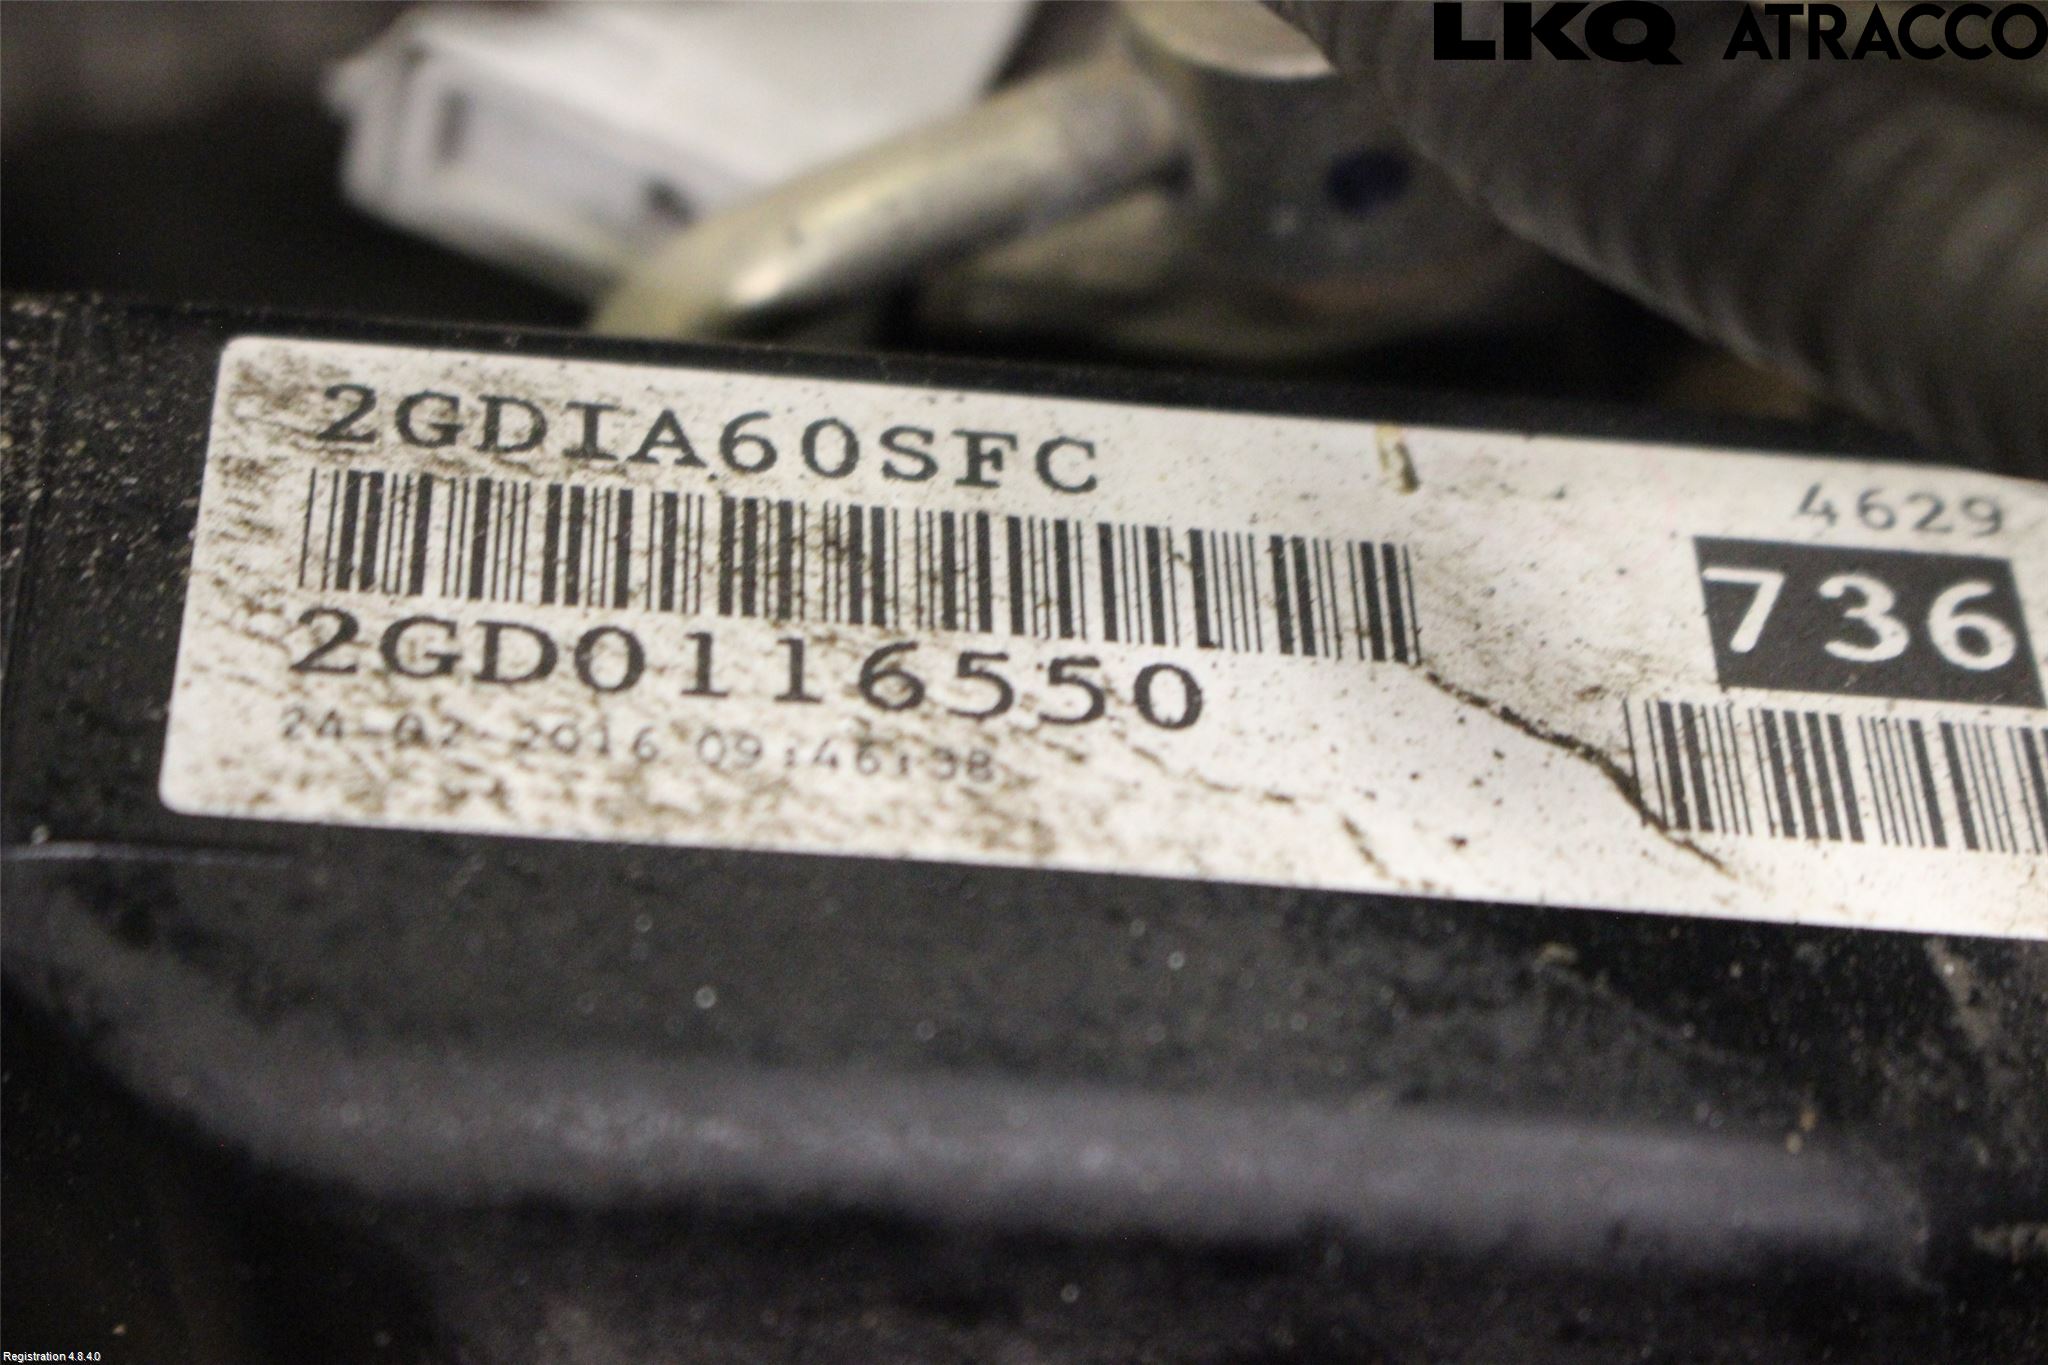 LKQ ATRACCO
2GDIA60SFC
4629
736
2GD0116550
24-02-2016 09:46:38
Registration 4.8.4.0